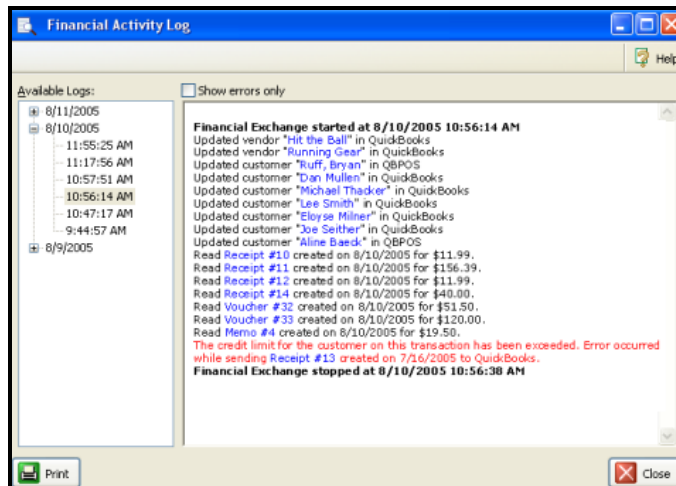 Financial Activity Log
Help
Available Logs:
Show errors only
8/11/2005
8/10/2005
11:55:25 AM
11:17:56 AM
10:57:51 AM
10:56:14 AM
10:47:17 AM
9:44:57 AM
8/9/2005
Financial Exchange started at 8/10/2005 10:56:14 AM
Updated vendor "Hit the Ball" in QuickBooks
Updated vendor "Running Gear" in QuickBooks
Updated customer "Ruff, Bryan" in QBPOS
Updated customer "Dan Mullen" in QuickBooks
Updated customer "Michael Thacker" in QuickBooks
Updated customer "Lee Smith" in QuickBooks
Updated customer "Eloyse Milner" in QuickBooks
Updated customer "Joe Seither" in QuickBooks
Updated customer "Aline Baeck" in QBPOS
Read Receipt #10 created on 8/10/2005 for $11.99.
Read Receipt #11 created on 8/10/2005 for $156.39.
Read Receipt #12 created on 8/10/2005 for $11.99.
Read Receipt #14 created on 8/10/2005 for $40.00.
Read Voucher #32 created on 8/10/2005 for $51.50.
Read Voucher #33 created on 8/10/2005 for $120.00.
Read Memo #4 created on 8/10/2005 for $19.50.
The credit limit for the customer on this transaction has been exceeded. Error occurred
while sending Receipt #13 created on 7/16/2005 to QuickBooks.
Financial Exchange stopped at 8/10/2005 10:56:38 AM
Print
Close